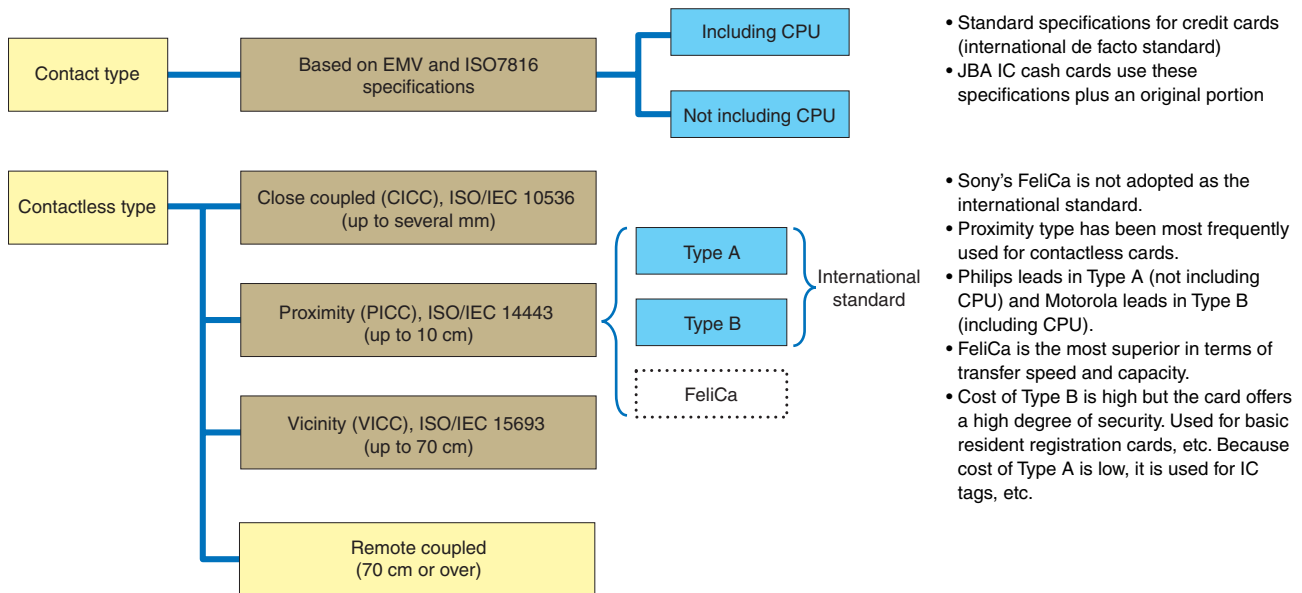 Contact type
Based on EMV and ISO7816
specifications
Including CPU
Not including CPU
• Standard specifications for credit cards
(international de facto standard)
• JBA IC cash cards use these
specifications plus an original portion
Contactless type
Close coupled (CICC), ISO/IEC 10536
(up to several mm)
Proximity (PICC), ISO/IEC 14443
(up to 10 cm)
Vicinity (VICC), ISO/IEC 15693
(up to 70 cm)
Remote coupled
(70 cm or over)
Type A
Type B
FeliCa
International
standard
• Sony’s FeliCa is not adopted as the
international standard.
• Proximity type has been most frequently
used for contactless cards.
• Philips leads in Type A (not including
CPU) and Motorola leads in Type B
(including CPU).
• FeliCa is the most superior in terms of
transfer speed and capacity.
• Cost of Type B is high but the card offers
a high degree of security. Used for basic
resident registration cards, etc. Because
cost of Type A is low, it is used for IC
tags, etc.